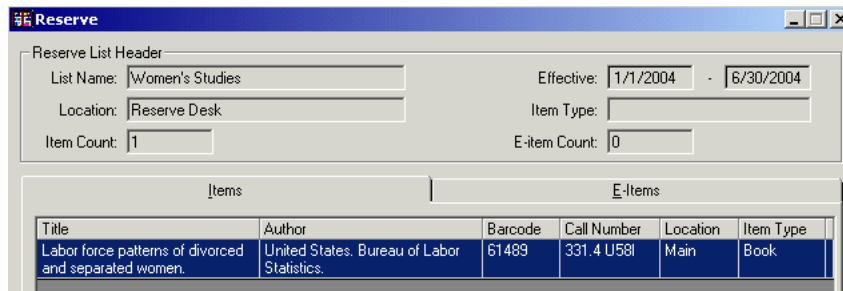 Reserve
Reserve List Header
List Name: Women's Studies Effective: 1/1/2004 - 6/30/2004
Location: Reserve Desk Item Type:
Item Count: 1 E-item Count: 0
Items E-Items
Title Author Barcode Call Number Location Item Type
Labor force patterns of divorced United States. Bureau of Labor 61489 331.4 U58l Main Book
and separated women. Statistics.